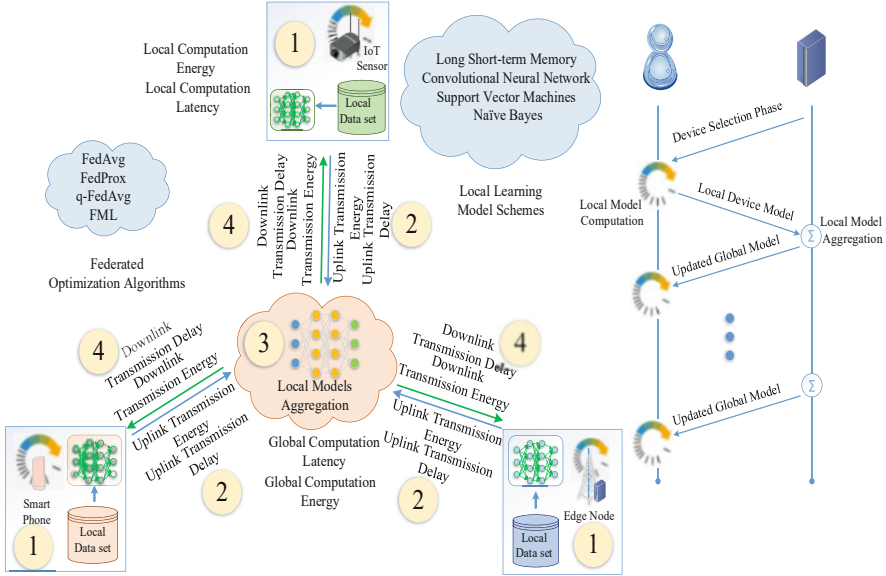 1
IoT
Sensor
Local
Data set
Local Computation
Energy
Local Computation
Latency
Long Short-term Memory
Convolutional Neural Network
Support Vector Machines
Naïve Bayes
Local Learning
Model Schemes
FedAvg
FedProx
q-FedAvg
FML
Federated
Optimization Algorithms
4
Downlink
Transmission Delay
Downlink
Transmission Energy
Uplink Transmission
Energy
Uplink Transmission
Delay
2
3
Local Models
Aggregation
Global Computation
Latency
Global Computation
Energy
4
Downlink
Transmission Delay
Downlink
Transmission Energy
Uplink Transmission
Energy
Uplink Transmission
Delay
2
Downlink
Transmission Delay
Downlink
Transmission Energy
4
Uplink Transmission
Energy
Uplink Transmission
Delay
2
Smart
Phone
1
Local
Data set
Edge Node
1
Local
Data set
Device Selection Phase
Local Model
Computation
Local Device Model
Σ
Local Model
Aggregation
Updated Global Model
Σ
Updated Global Model